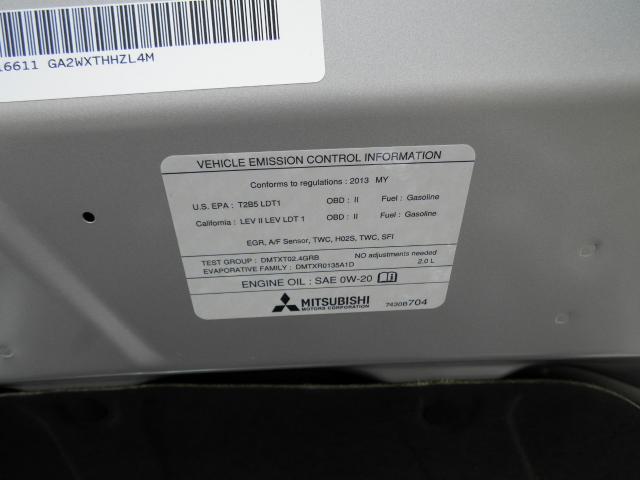 16611 GA2WXTHHZL4M
VEHICLE EMISSION CONTROL INFORMATION
Conforms to regulations : 2013 MY
U.S. EPA : T2B5 LDT1 OBD : II Fuel : Gasoline
California : LEV II LEV LDT 1 OBD : II Fuel : Gasoline
EGR, A/F Sensor, TWC, HO2S, TWC, SFI
TEST GROUP : DMTXT02.4GRB NO adjustments needed
EVAPORATIVE FAMILY : DMTXR0135A1D 2.0 L
ENGINE OIL : SAE 0W-20
MITSUBISHI
MOTORS CORPORATION 7430B704